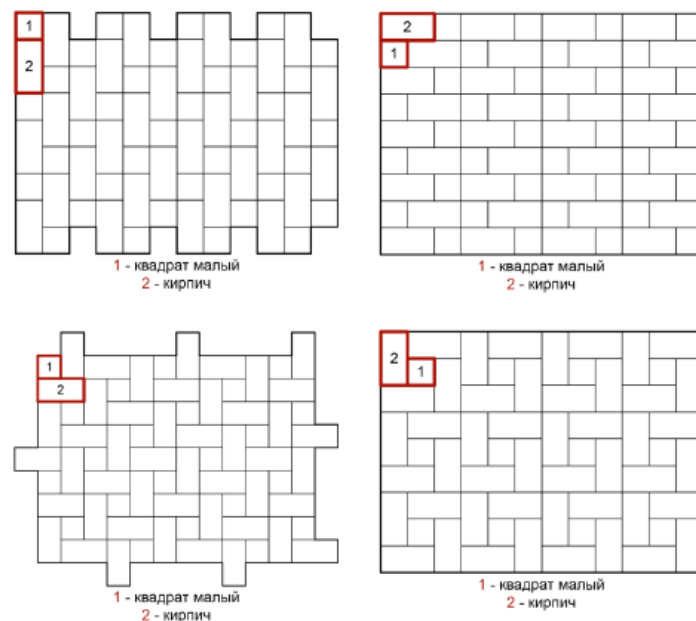 1
2
1 - квадрат малый
2 - кирпич
2
1
1 - квадрат малый
2 - кирпич
1
2
1 - квадрат малый
2 - кирпич
2
1
1 - квадрат малый
2 - кирпич